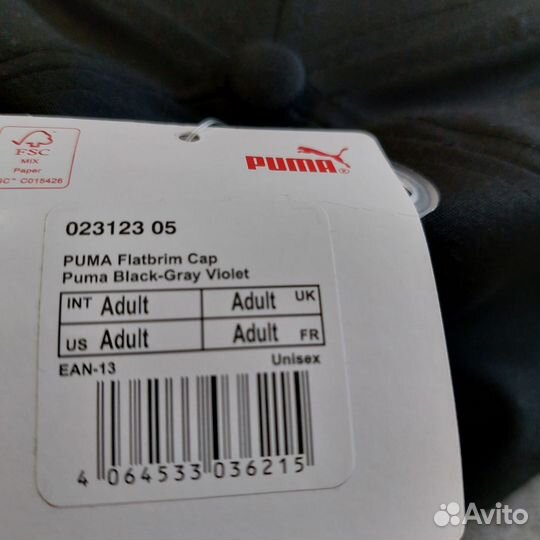 FSC
MIX
Paper
C015426
PUMA®
023123 05
PUMA Flatbrim Cap
Puma Black-Gray Violet
INT Adult Adult UK
US Adult Adult FR
EAN-13 Unisex
4 064533 036215
Avito